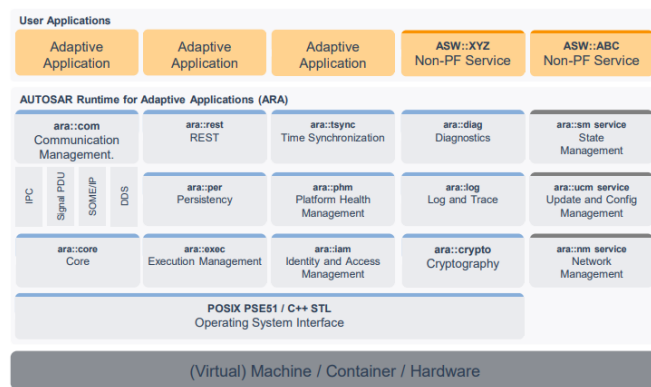 User Applications
Adaptive
Application
Adaptive
Application
Adaptive
Application
ASW::XYZ
Non-PF Service
ASW::ABC
Non-PF Service
AUTOSAR Runtime for Adaptive Applications (ARA)
ara::com
Communication
Management.
ara::rest
REST
ara::tsync
Time Synchronization
ara::diag
Diagnostics
ara::sm service
State
Management
IPC
Signal PDU
SOME/IP
DDS
ara::per
Persistency
ara::phm
Platform Health
Management
ara::log
Log and Trace
ara::ucm service
Update and Config
Management
ara::core
Core
ara::exec
Execution Management
ara::iam
Identity and Access
Management
ara::crypto
Cryptography
ara::nm service
Network
Management
POSIX PSE51 / C++ STL
Operating System Interface
(Virtual) Machine / Container / Hardware